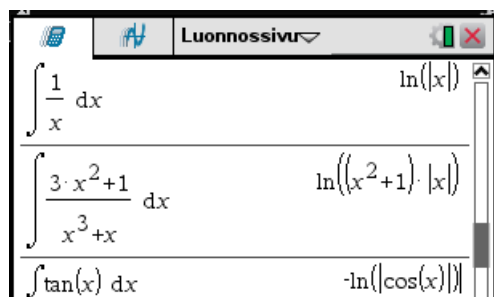 Luonnossivu
∫ 1/x dx    ln(|x|)
∫ (3·x²+1)/(x³+x) dx    ln((x²+1)·|x|)
∫tan(x) dx    -ln(|cos(x)|)